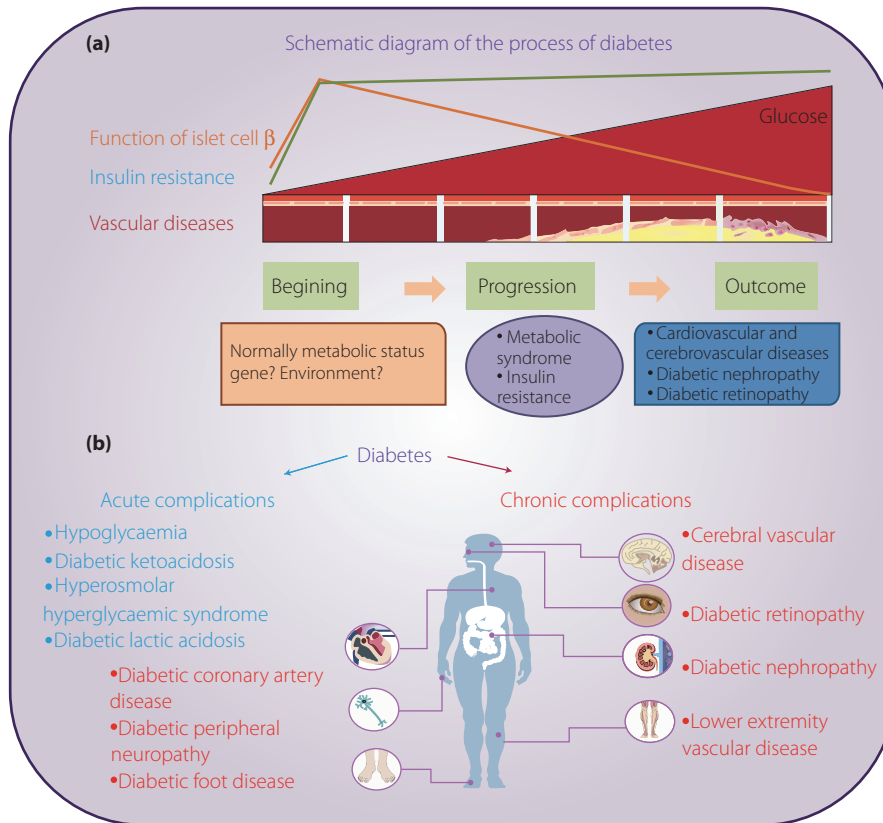 (a)
Schematic diagram of the process of diabetes
Glucose
Function of islet cell β
Insulin resistance
Vascular diseases
Begining
Progression
Outcome
Normally metabolic status
gene? Environment?
• Metabolic
syndrome
• Insulin
resistance
• Cardiovascular and
cerebrovascular diseases
• Diabetic nephropathy
• Diabetic retinopathy
(b)
Diabetes
Acute complications
• Hypoglycaemia
• Diabetic ketoacidosis
• Hyperosmolar
hyperglycaemic syndrome
• Diabetic lactic acidosis
• Diabetic coronary artery
disease
• Diabetic peripheral
neuropathy
• Diabetic foot disease
Chronic complications
• Cerebral vascular
disease
• Diabetic retinopathy
• Diabetic nephropathy
• Lower extremity
vascular disease